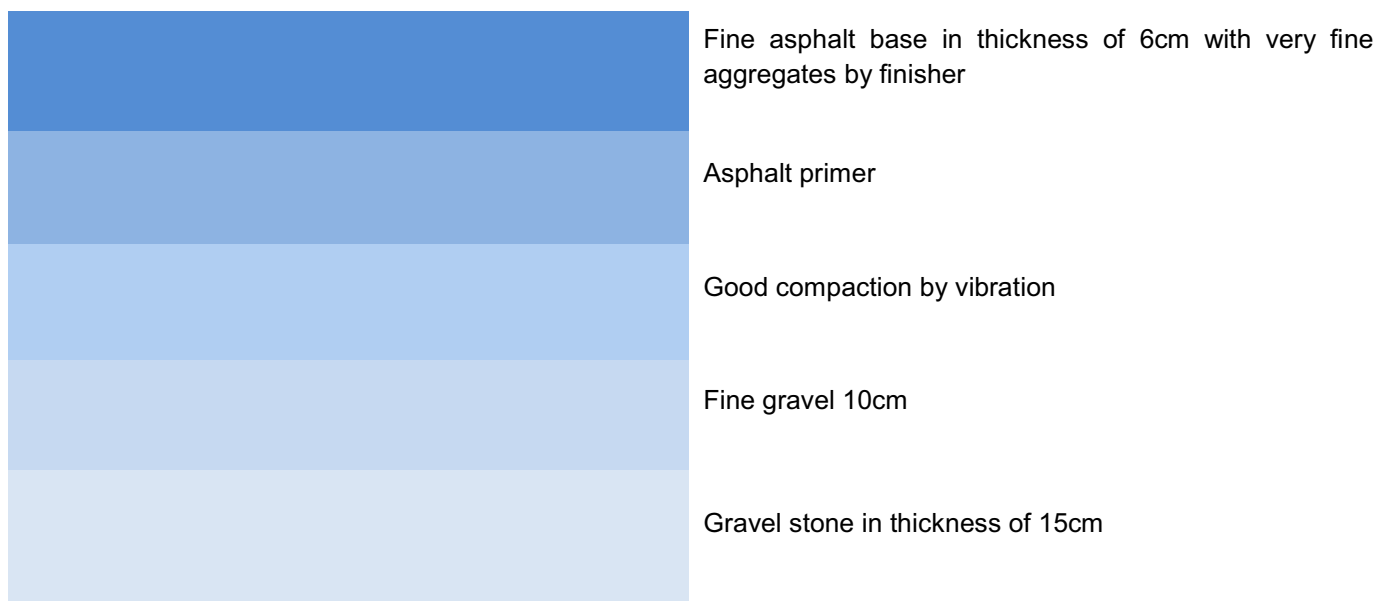 Fine asphalt base in thickness of 6cm with very fine
aggregates by finisher
Asphalt primer
Good compaction by vibration
Fine gravel 10cm
Gravel stone in thickness of 15cm